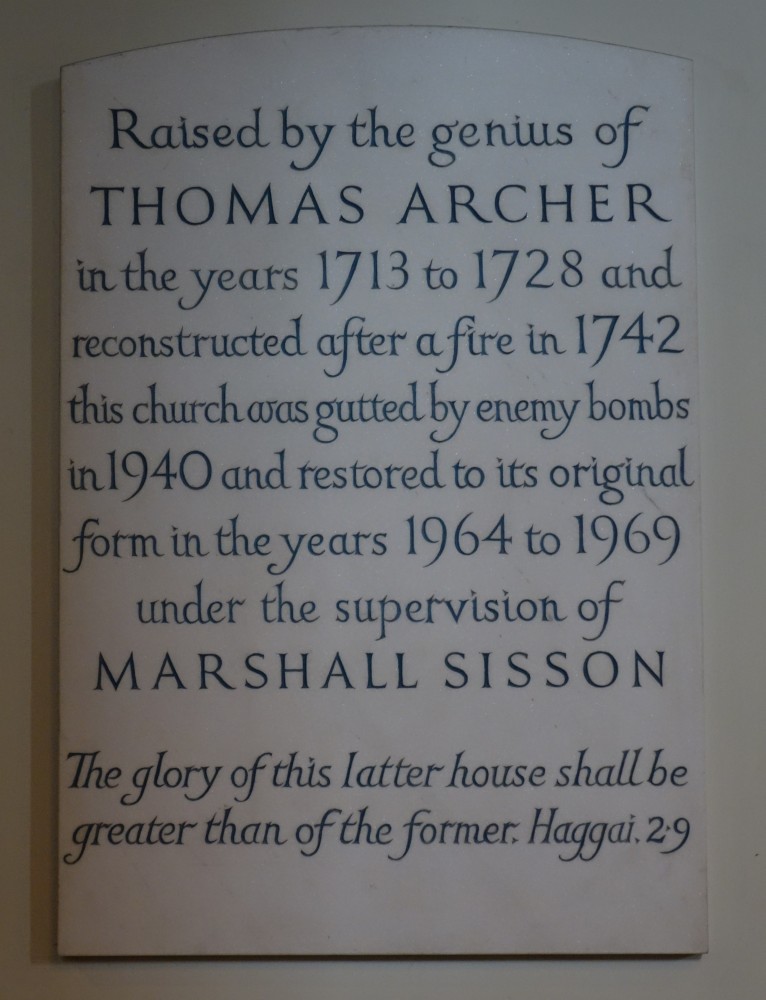 Raised by the genius of
THOMAS ARCHER
in the years 1713 to 1728 and
reconstructed after a fire in 1742
this church was gutted by enemy bombs
in 1940 and restored to its original
form in the years 1964 to 1969
under the supervision of
MARSHALL SISSON
The glory of this latter house shall be
greater than of the former. Haggai. 2·9